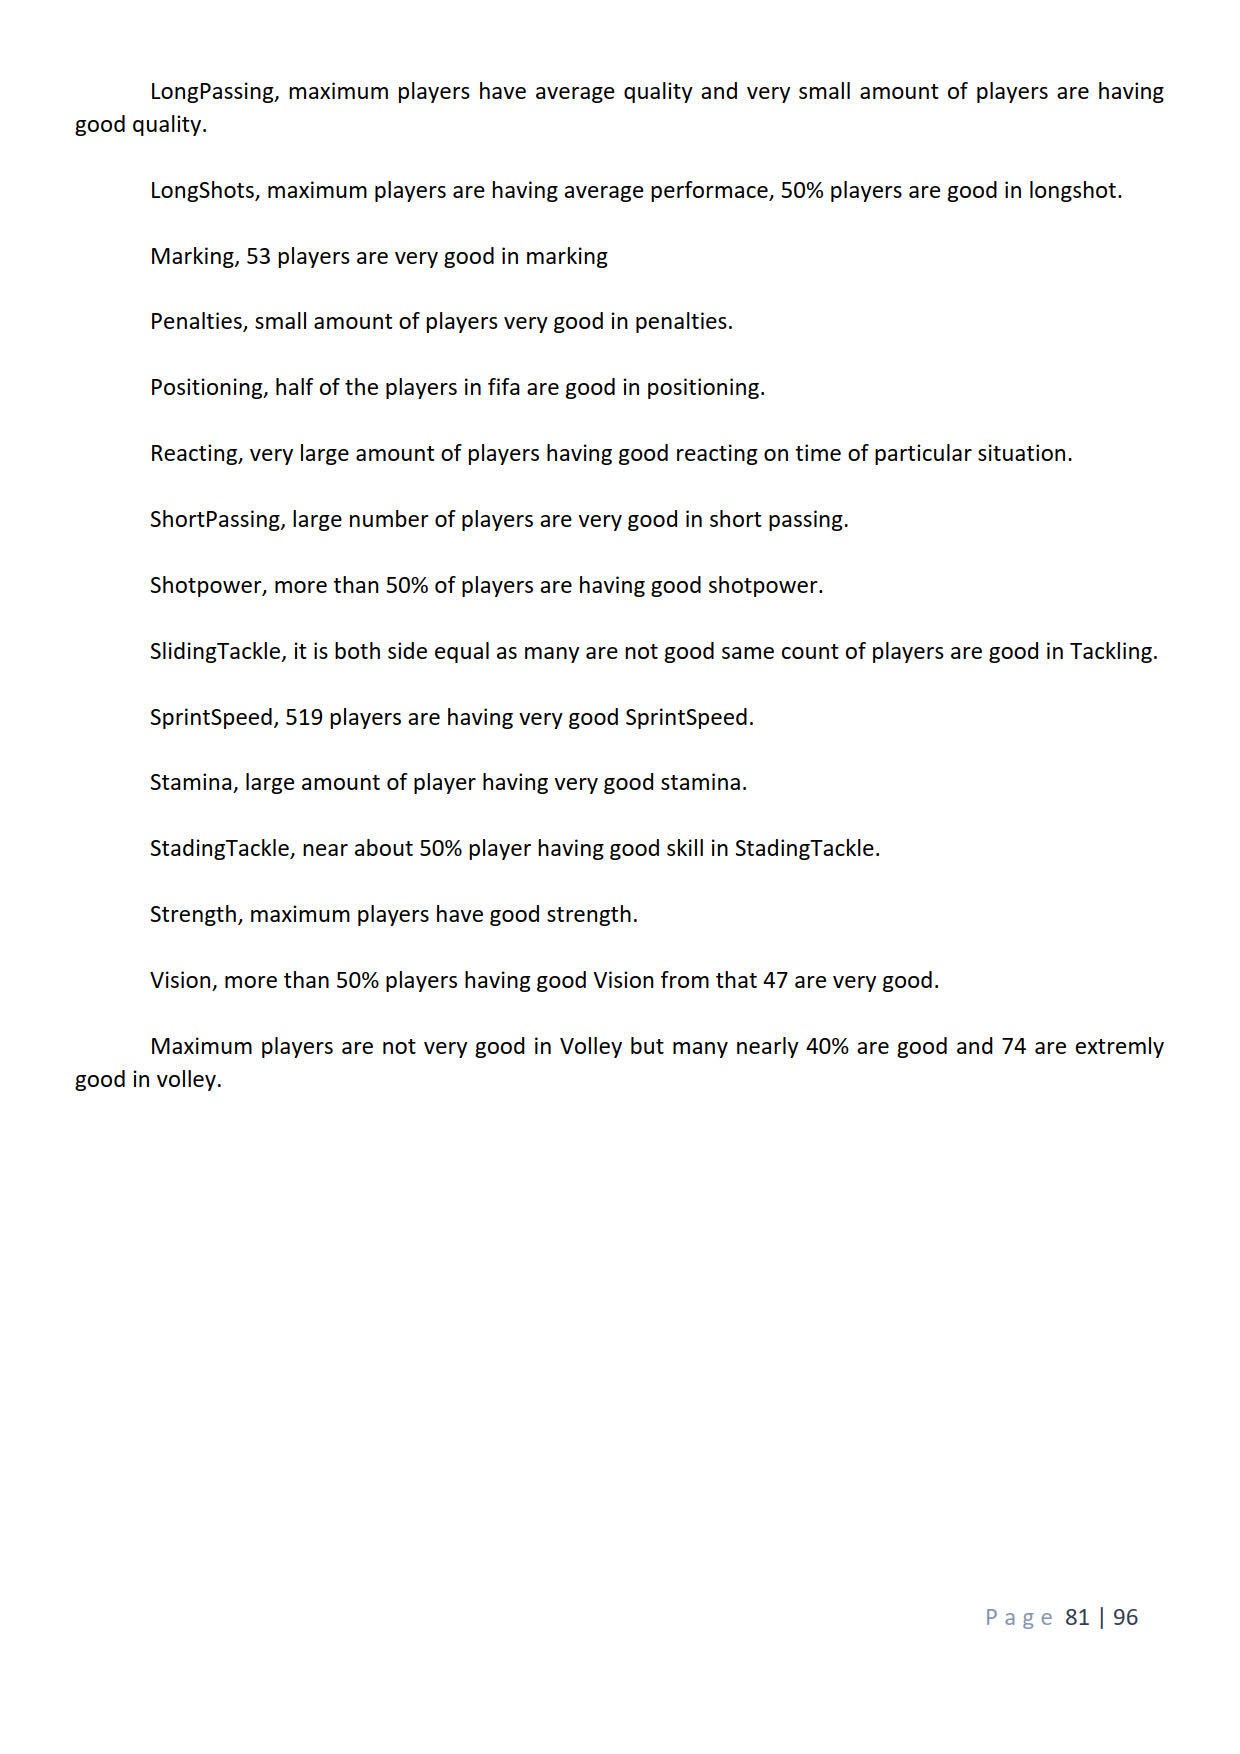 LongPassing, maximum players have average quality and very small amount of players are having
good quality.
LongShots, maximum players are having average performace, 50% players are good in longshot.
Marking, 53 players are very good in marking
Penalties, small amount of players very good in penalties.
Positioning, half of the players in fifa are good in positioning.
Reacting, very large amount of players having good reacting on time of particular situation.
ShortPassing, large number of players are very good in short passing.
Shotpower, more than 50% of players are having good shotpower.
SlidingTackle, it is both side equal as many are not good same count of players are good in Tackling.
SprintSpeed, 519 players are having very good SprintSpeed.
Stamina, large amount of player having very good stamina.
StadingTackle, near about 50% player having good skill in StadingTackle.
Strength, maximum players have good strength.
Vision, more than 50% players having good Vision from that 47 are very good.
Maximum players are not very good in Volley but many nearly 40% are good and 74 are extremly
good in volley.
Page 81 | 96